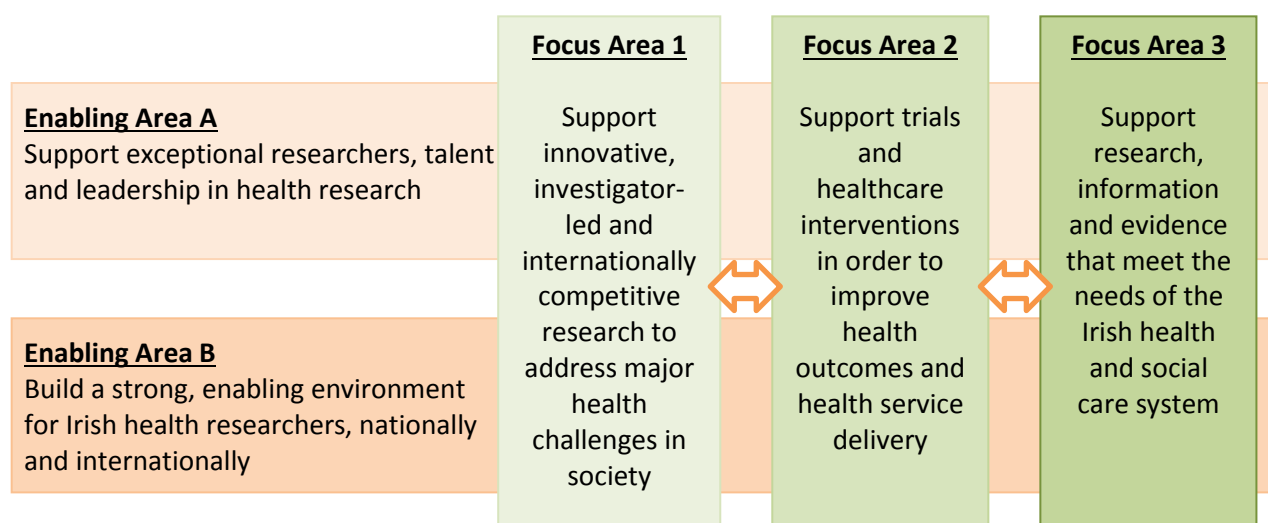 Enabling Area A
Support exceptional researchers, talent
and leadership in health research
Enabling Area B
Build a strong, enabling environment
for Irish health researchers, nationally
and internationally
Focus Area 1
Support
innovative,
investigator-
led and
internationally
competitive
research to
address major
health
challenges in
society
Focus Area 2
Support trials
and
healthcare
interventions
in order to
improve
health
outcomes and
health service
delivery
Focus Area 3
Support
research,
information
and evidence
that meet the
needs of the
Irish health
and social
care system